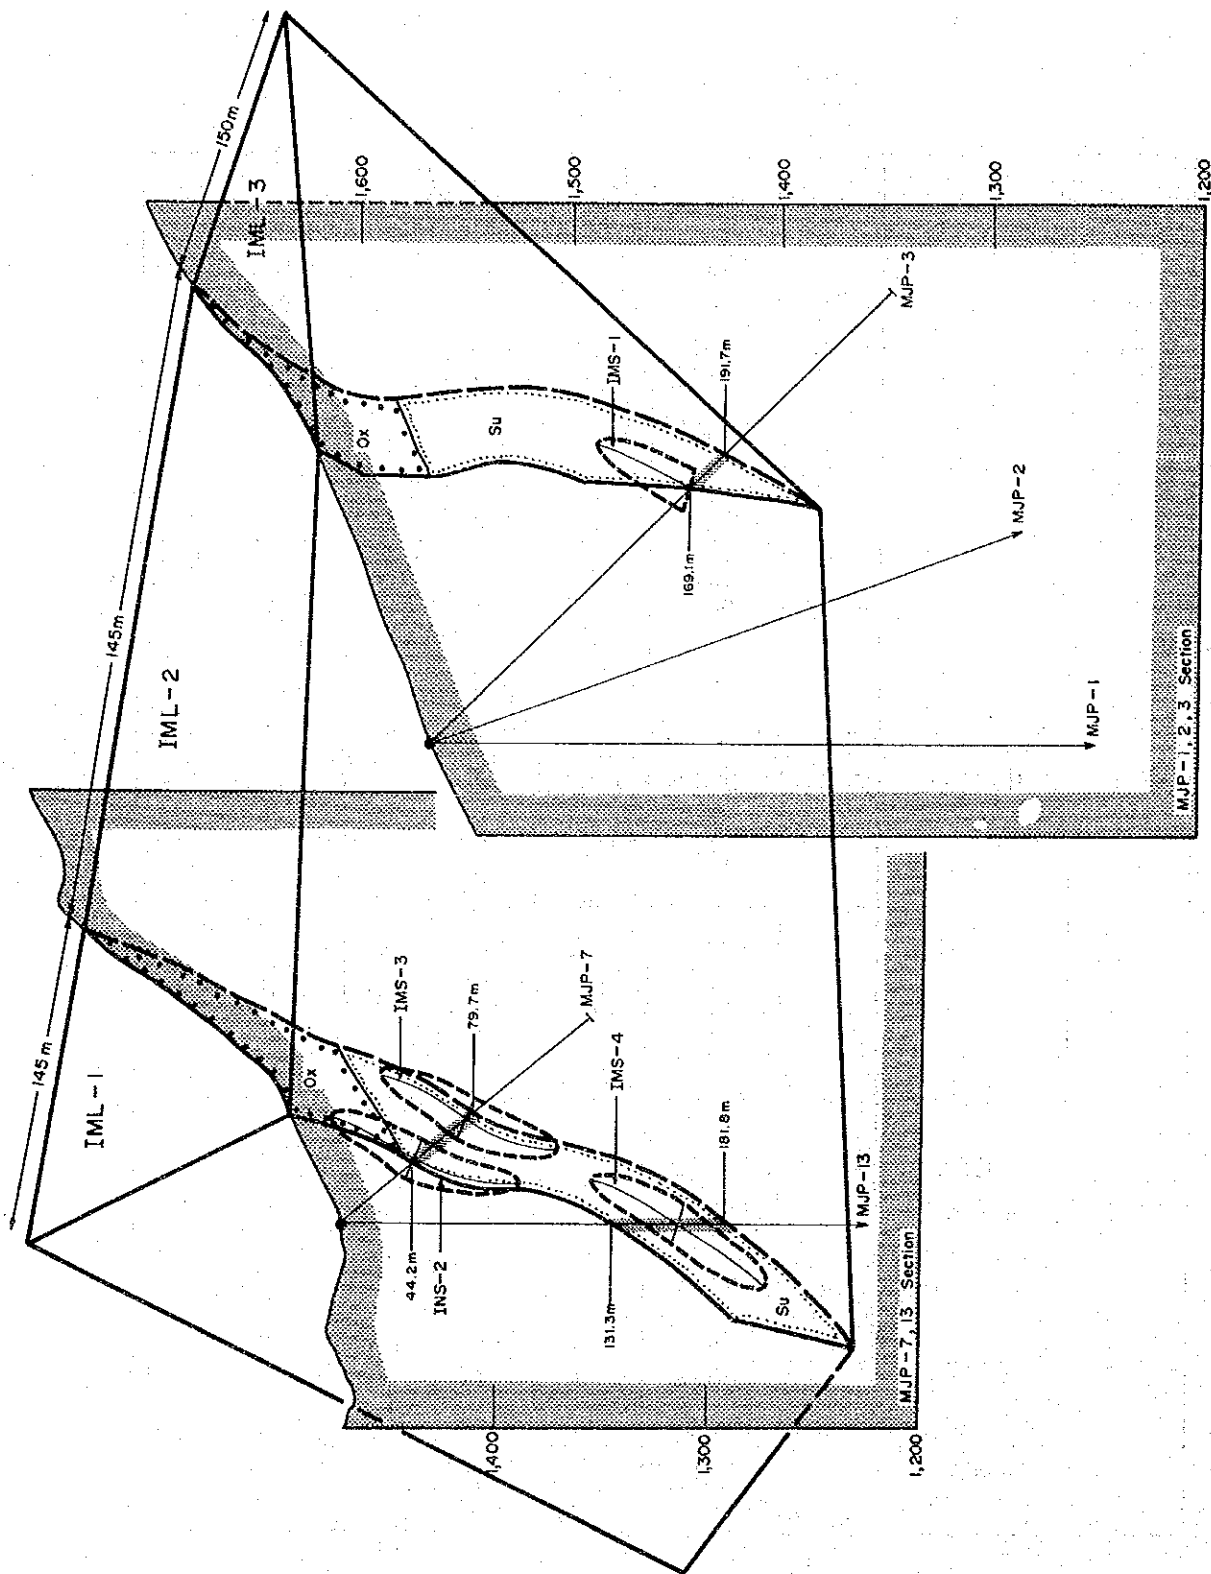 150m
IML-3
1,600
1,500
1,400
1,300
1,200
MJP-3
IMS-1
191.7m
Ox
Su
169.1m
MJP-2
MJP-1
MJP-1,2,3 Section
145m
IML-2
145m
IML-1
IMS-3
79.7m
MJP-7
Ox
IMS-4
181.8m
MJP-13
44.2m
INS-2
131.3m
Su
MJP-7,13 Section
1,400
1,300
1,200